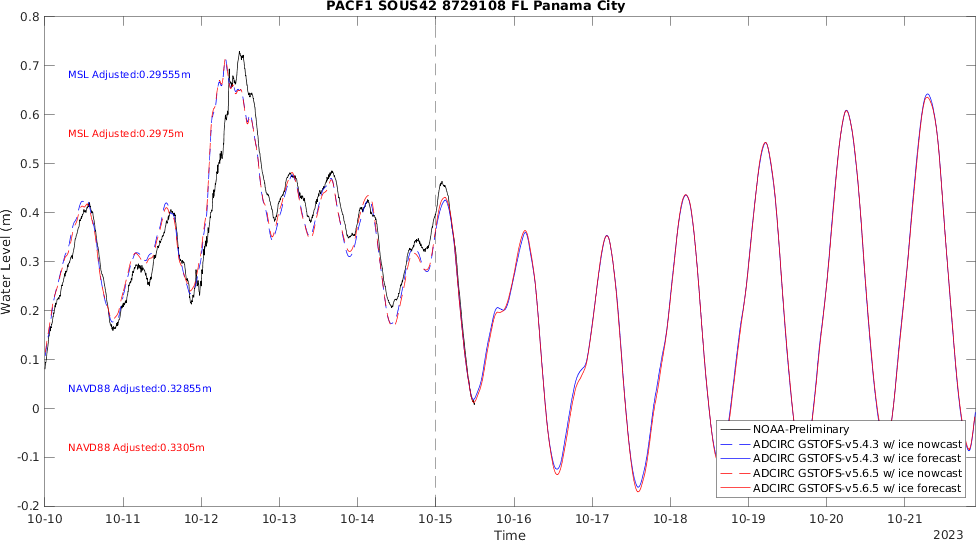 PACF1 SOUS42 8729108 FL Panama City
0.8
0.7
0.6
0.5
0.4
0.3
0.2
0.1
0
-0.1
-0.2
Water Level (m)
MSL Adjusted:0.29555m
MSL Adjusted:0.2975m
NAVD88 Adjusted:0.32855m
NAVD88 Adjusted:0.3305m
NOAA-Preliminary
ADCIRC GSTOFS-v5.4.3 w/ ice nowcast
ADCIRC GSTOFS-v5.4.3 w/ ice forecast
ADCIRC GSTOFS-v5.6.5 w/ ice nowcast
ADCIRC GSTOFS-v5.6.5 w/ ice forecast
10-10 10-11 10-12 10-13 10-14 10-15 10-16 10-17 10-18 10-19 10-20 10-21
Time
2023